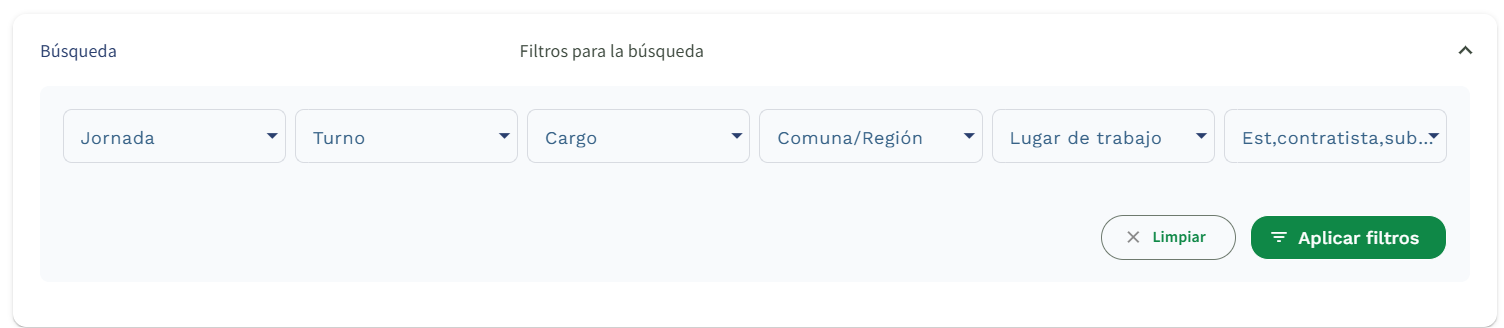 Búsqueda
Filtros para la búsqueda
Jornada
Turno
Cargo
Comuna/Región
Lugar de trabajo
Est,contratista,sub...
Limpiar
Aplicar filtros